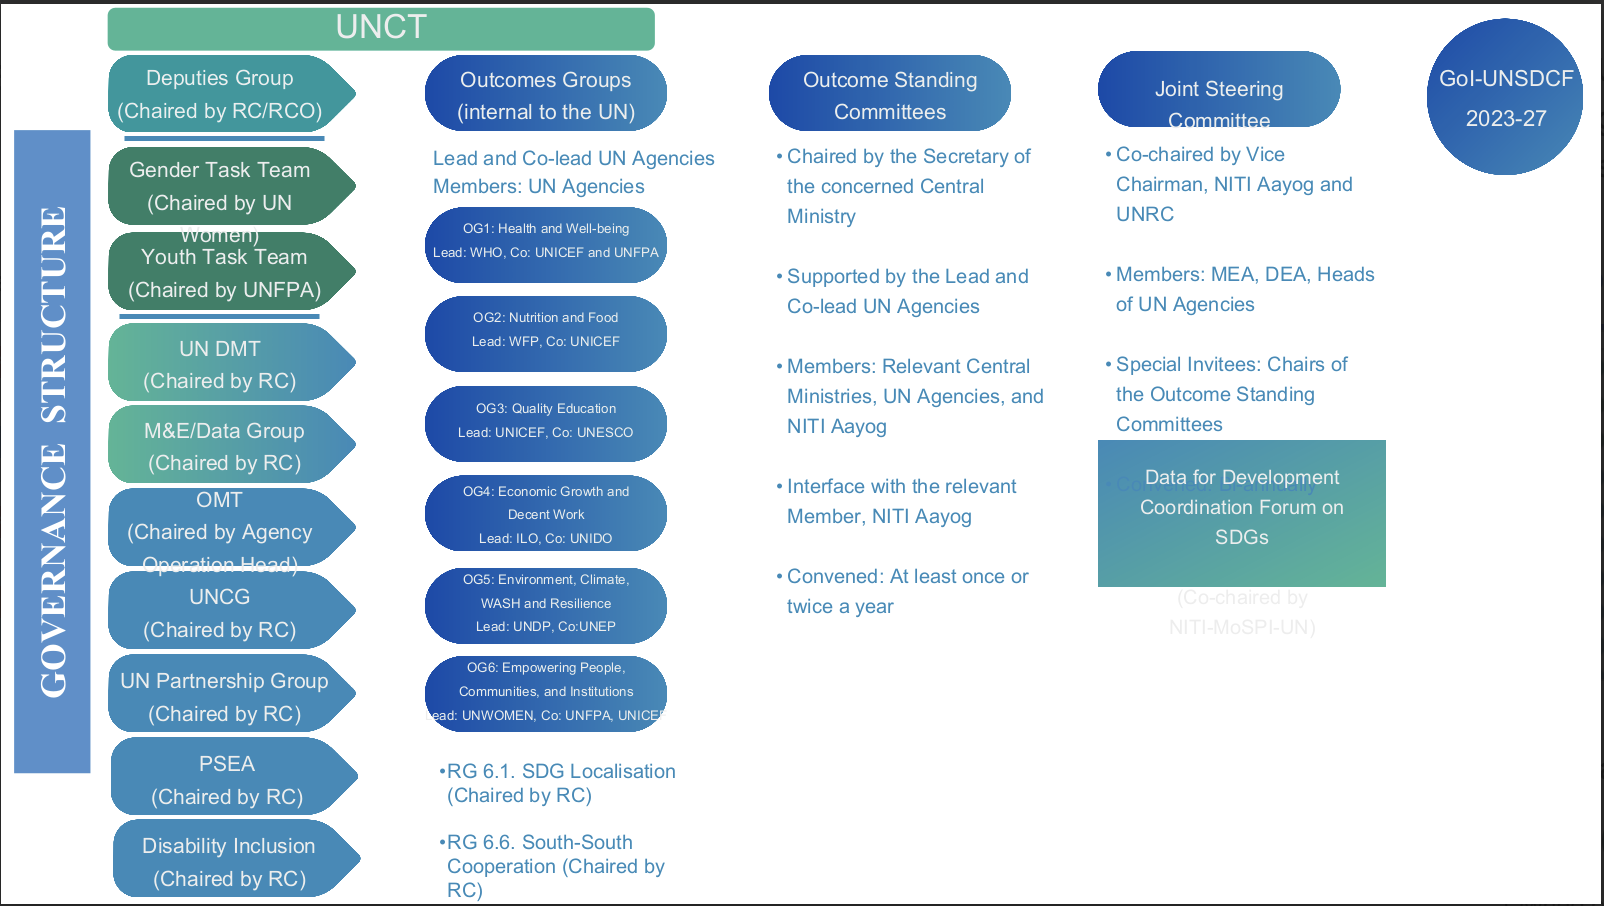 UNCT
GOVERNANCE STRUCTURE
Deputies Group
(Chaired by RC/RCO)
Gender Task Team
(Chaired by UN
Women)
Youth Task Team
(Chaired by UNFPA)
UN DMT
(Chaired by RC)
M&E/Data Group
(Chaired by RC)
OMT
(Chaired by Agency
Operation Head)
UNCG
(Chaired by RC)
UN Partnership Group
(Chaired by RC)
PSEA
(Chaired by RC)
Disability Inclusion
(Chaired by RC)
Outcomes Groups
(internal to the UN)
Lead and Co-lead UN Agencies
Members: UN Agencies
OG1: Health and Well-being
Lead: WHO, Co: UNICEF and UNFPA
OG2: Nutrition and Food
Lead: WFP, Co: UNICEF
OG3: Quality Education
Lead: UNICEF, Co: UNESCO
OG4: Economic Growth and
Decent Work
Lead: ILO, Co: UNIDO
OG5: Environment, Climate,
WASH and Resilience
Lead: UNDP, Co:UNEP
OG6: Empowering People,
Communities, and Institutions
Lead: UNWOMEN, Co: UNFPA, UNICEF
•RG 6.1. SDG Localisation
(Chaired by RC)
•RG 6.6. South-South
Cooperation (Chaired by
RC)
Outcome Standing
Committees
• Chaired by the Secretary of
the concerned Central
Ministry
• Supported by the Lead and
Co-lead UN Agencies
• Members: Relevant Central
Ministries, UN Agencies, and
NITI Aayog
• Interface with the relevant
Member, NITI Aayog
• Convened: At least once or
twice a year
Joint Steering
Committee
• Co-chaired by Vice
Chairman, NITI Aayog and
UNRC
• Members: MEA, DEA, Heads
of UN Agencies
• Special Invitees: Chairs of
the Outcome Standing
Committees
• Convened:
Data for Development
Coordination Forum on
SDGs
(Co-chaired by
NITI-MoSPI-UN)
GoI-UNSDCF
2023-27